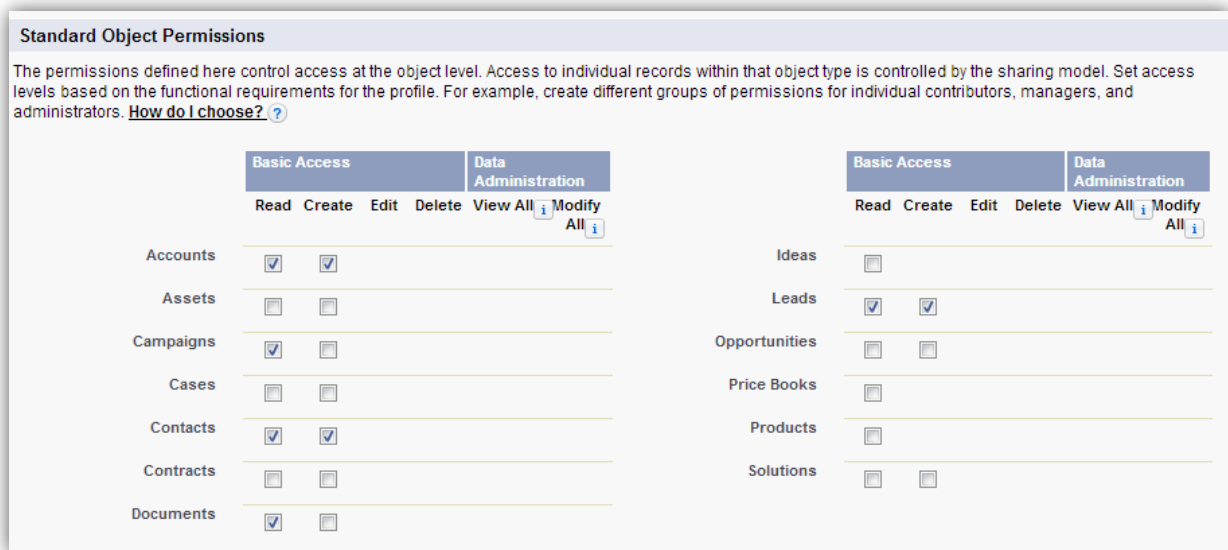 Standard Object Permissions
The permissions defined here control access at the object level. Access to individual records within that object type is controlled by the sharing model. Set access
levels based on the functional requirements for the profile. For example, create different groups of permissions for individual contributors, managers, and
administrators. How do I choose? ?
Basic Access Data Administration
Read Create Edit Delete View All i Modify All i
Accounts
Assets
Campaigns
Cases
Contacts
Contracts
Documents
Basic Access Data Administration
Read Create Edit Delete View All i Modify All i
Ideas
Leads
Opportunities
Price Books
Products
Solutions